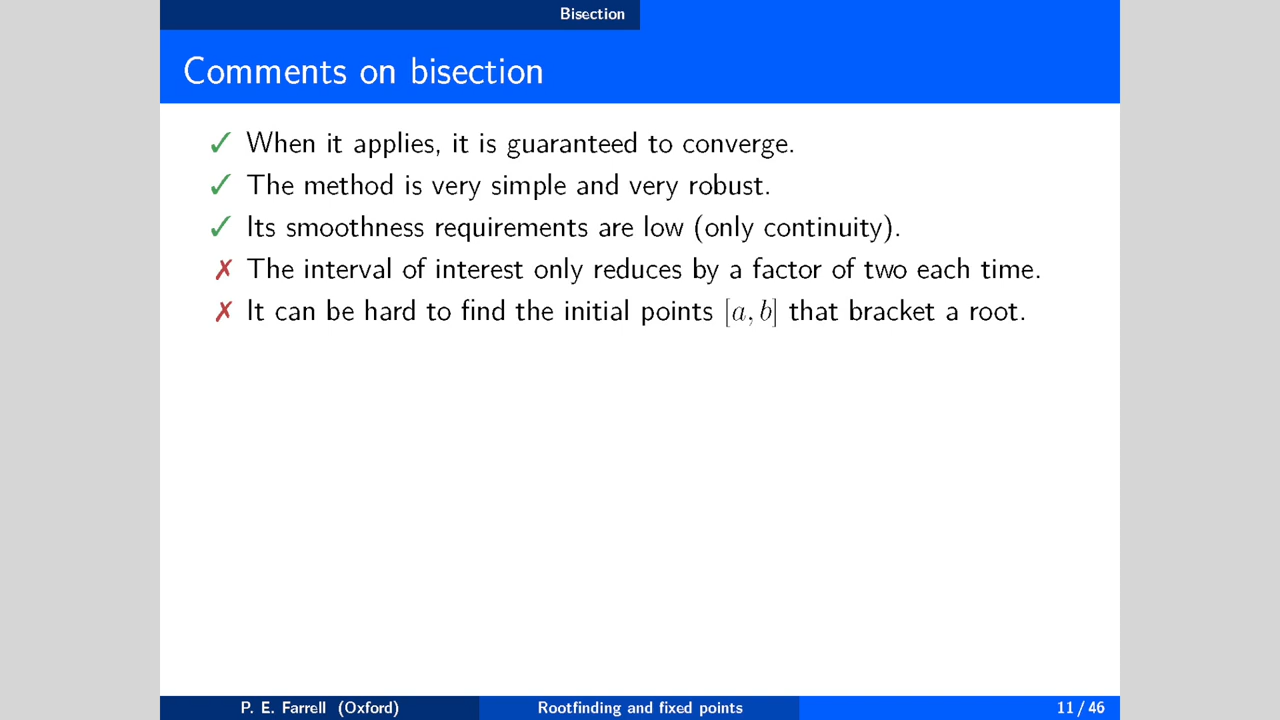 Bisection
Comments on bisection
✓ When it applies, it is guaranteed to converge.
✓ The method is very simple and very robust.
✓ Its smoothness requirements are low (only continuity).
✗ The interval of interest only reduces by a factor of two each time.
✗ It can be hard to find the initial points [a, b] that bracket a root.
P. E. Farrell (Oxford) Rootfinding and fixed points 11 / 46